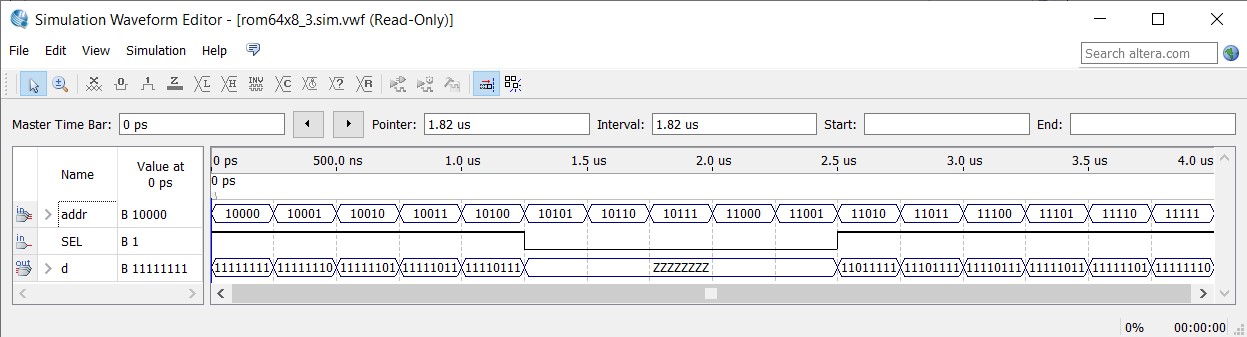 Simulation Waveform Editor - [rom64x8_3.sim.vwf (Read-Only)]
File Edit View Simulation Help
Search altera.com
Master Time Bar: 0 ps Pointer: 1.82 us Interval: 1.82 us Start: End:
Name Value at 0 ps
0 ps 500.0 ns 1.0 us 1.5 us 2.0 us 2.5 us 3.0 us 3.5 us 4.0 us
0 ps
in addr B 10000 10000 10001 10010 10011 10100 10101 10110 10111 11000 11001 11010 11011 11100 11101 11110 11111
in SEL B 1
out d B 11111111 11111111 11111110 11111101 11111011 11110111 ZZZZZZZZ 11011111 11101111 11110111 11111011 11111101 11111110
0% 00:00:00